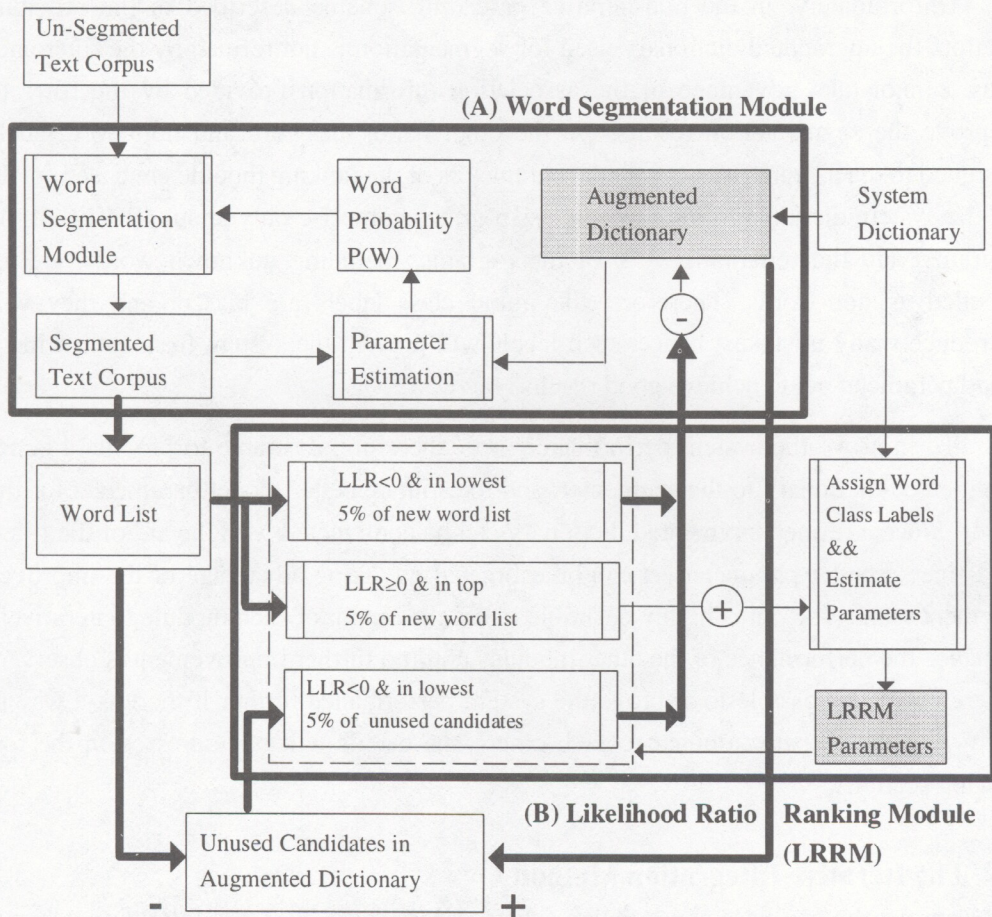 Un-Segmented
Text Corpus
(A) Word Segmentation Module
Word
Segmentation
Module
Word
Probability
P(W)
Augmented
Dictionary
System
Dictionary
-
Segmented
Text Corpus
Parameter
Estimation
Word List
LLR<0 & in lowest
5% of new word list
LLR≥0 & in top
5% of new word list
+
LLR<0 & in lowest
5% of unused candidates
Assign Word
Class Labels
&&
Estimate
Parameters
LRRM
Parameters
(B) Likelihood Ratio Ranking Module
(LRRM)
Unused Candidates in
Augmented Dictionary
-
+